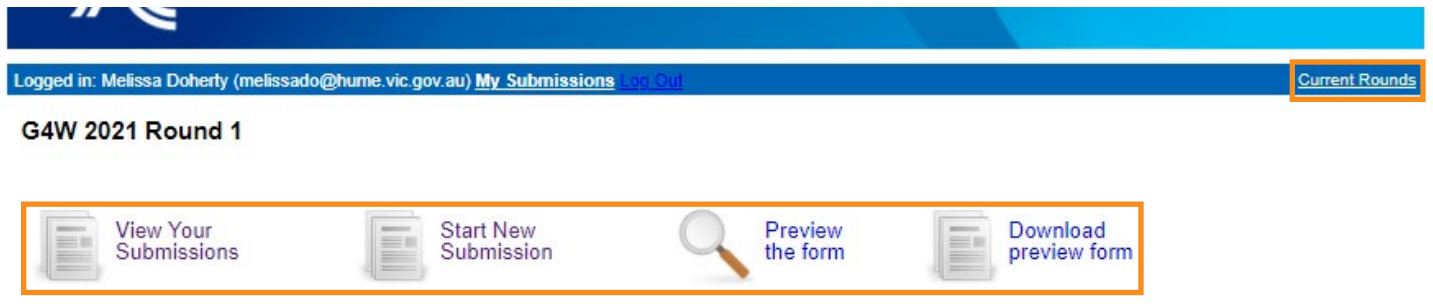 Logged in: Melissa Doherty (melissado@hume.vic.gov.au) My Submissions Log Out
Current Rounds
G4W 2021 Round 1
View Your
Submissions
Start New
Submission
Preview
the form
Download
preview form